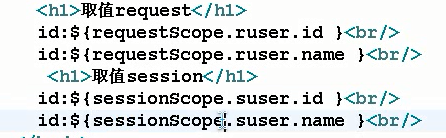 <h1>取值request</h1>
id:${requestScope.ruser.id }<br/>
id:${requestScope.ruser.name }<br/>
<h1>取值session</h1>
id:${sessionScope.suser.id }<br/>
id:${sessionScope.suser.name }<br/>